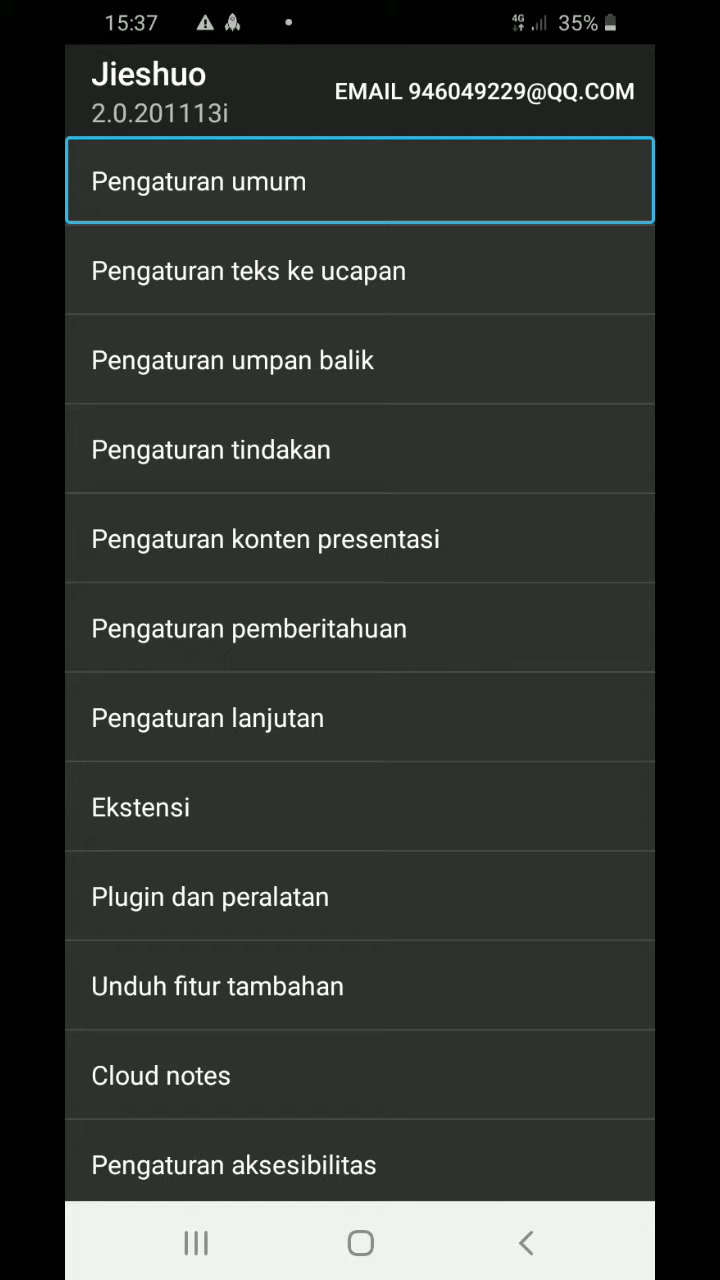 15:37 4G 35%
Jieshuo
EMAIL 946049229@QQ.COM
2.0.201113i
Pengaturan umum
Pengaturan teks ke ucapan
Pengaturan umpan balik
Pengaturan tindakan
Pengaturan konten presentasi
Pengaturan pemberitahuan
Pengaturan lanjutan
Ekstensi
Plugin dan peralatan
Unduh fitur tambahan
Cloud notes
Pengaturan aksesibilitas